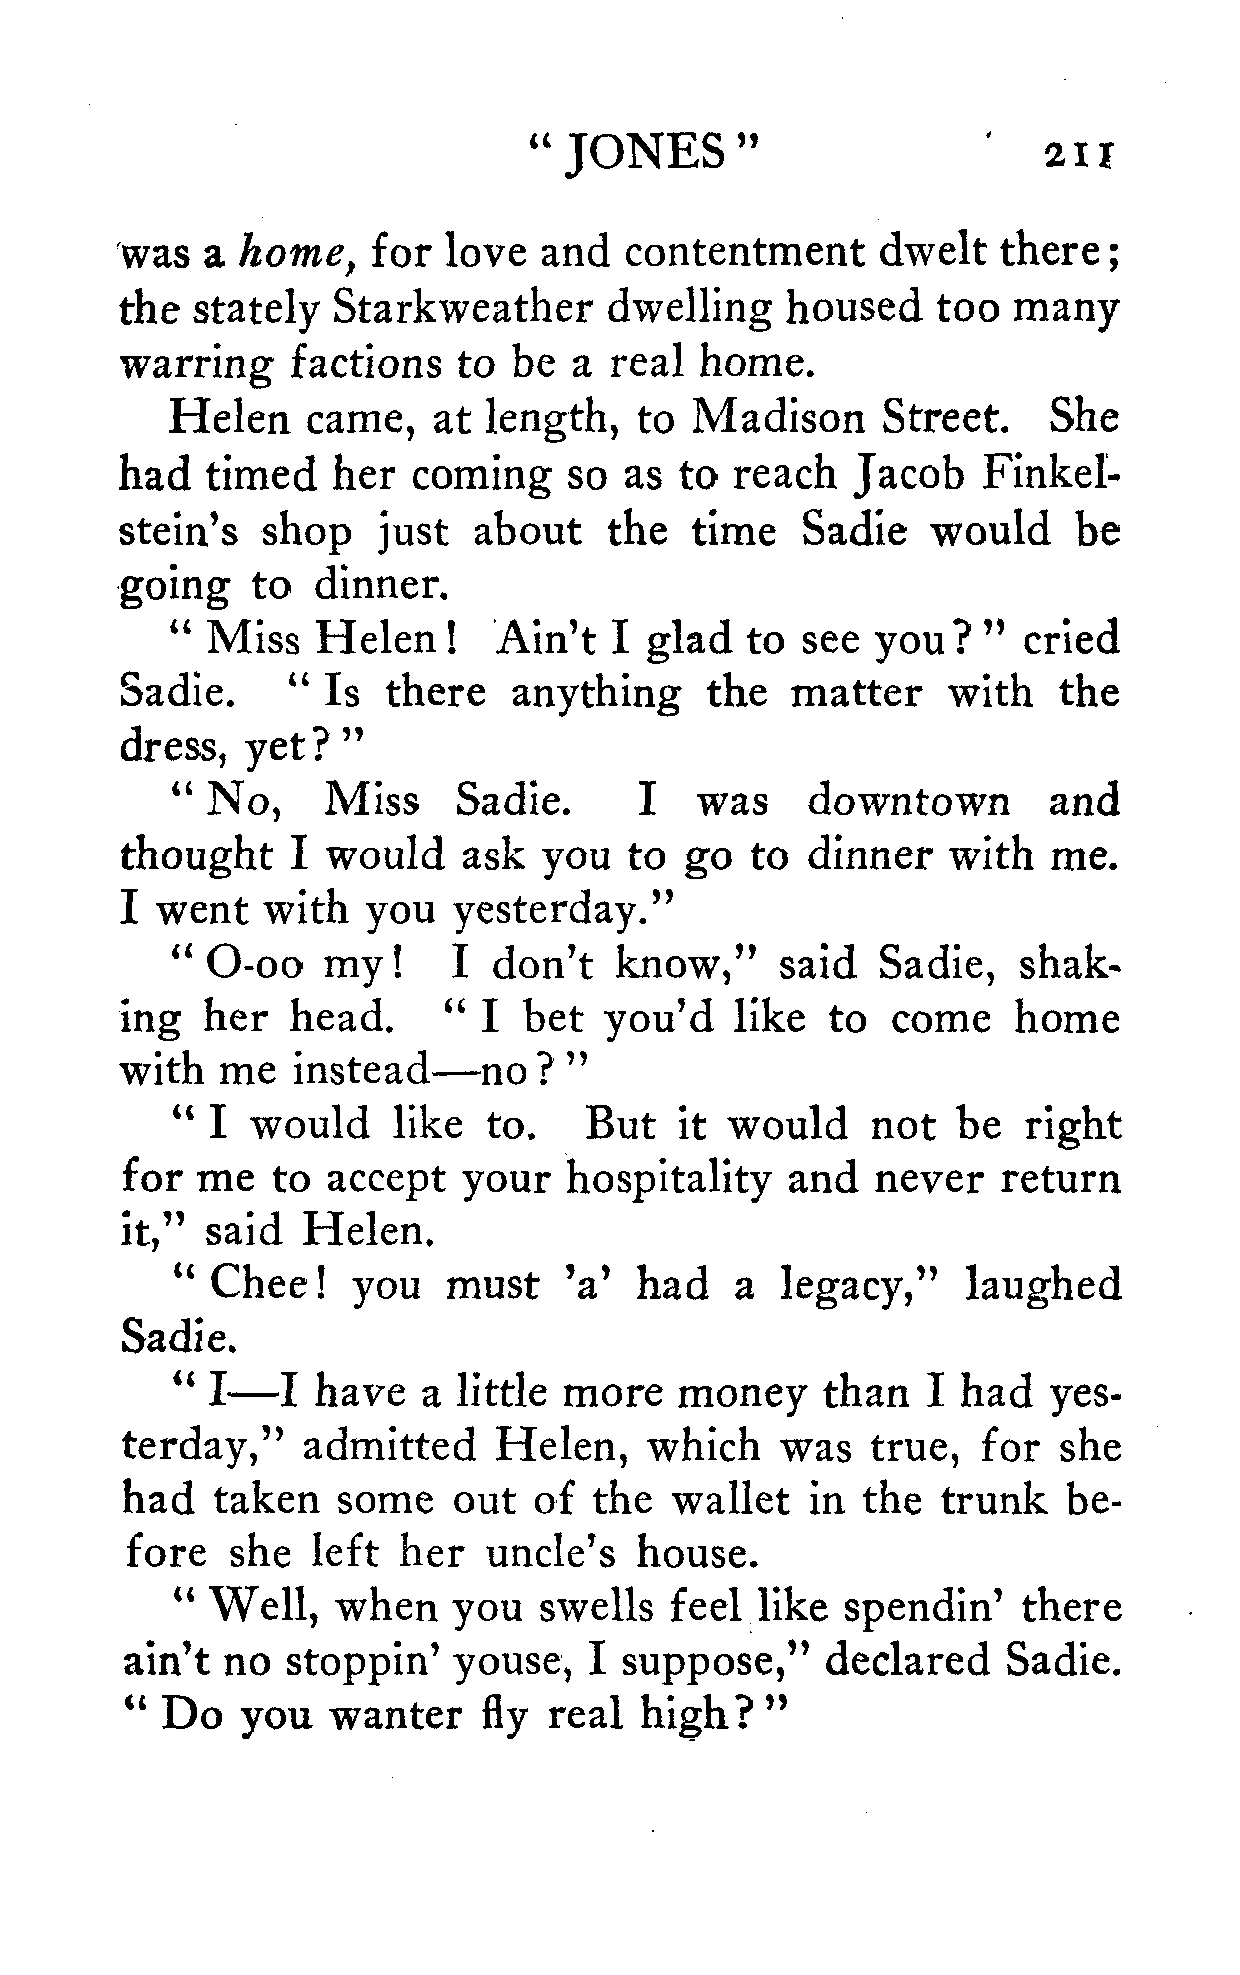 " JONES " 211
was a home, for love and contentment dwelt there;
the stately Starkweather dwelling housed too many
warring factions to be a real home.
Helen came, at length, to Madison Street. She
had timed her coming so as to reach Jacob Finkel-
stein's shop just about the time Sadie would be
going to dinner.
" Miss Helen! Ain't I glad to see you? " cried
Sadie. " Is there anything the matter with the
dress, yet? "
" No, Miss Sadie. I was downtown and
thought I would ask you to go to dinner with me.
I went with you yesterday."
" O-oo my! I don't know," said Sadie, shak-
ing her head. " I bet you'd like to come home
with me instead—no? "
" I would like to. But it would not be right
for me to accept your hospitality and never return
it," said Helen.
" Chee! you must 'a' had a legacy," laughed
Sadie.
" I—I have a little more money than I had yes-
terday," admitted Helen, which was true, for she
had taken some out of the wallet in the trunk be-
fore she left her uncle's house.
" Well, when you swells feel like spendin' there
ain't no stoppin' youse, I suppose," declared Sadie.
" Do you wanter fly real high? "